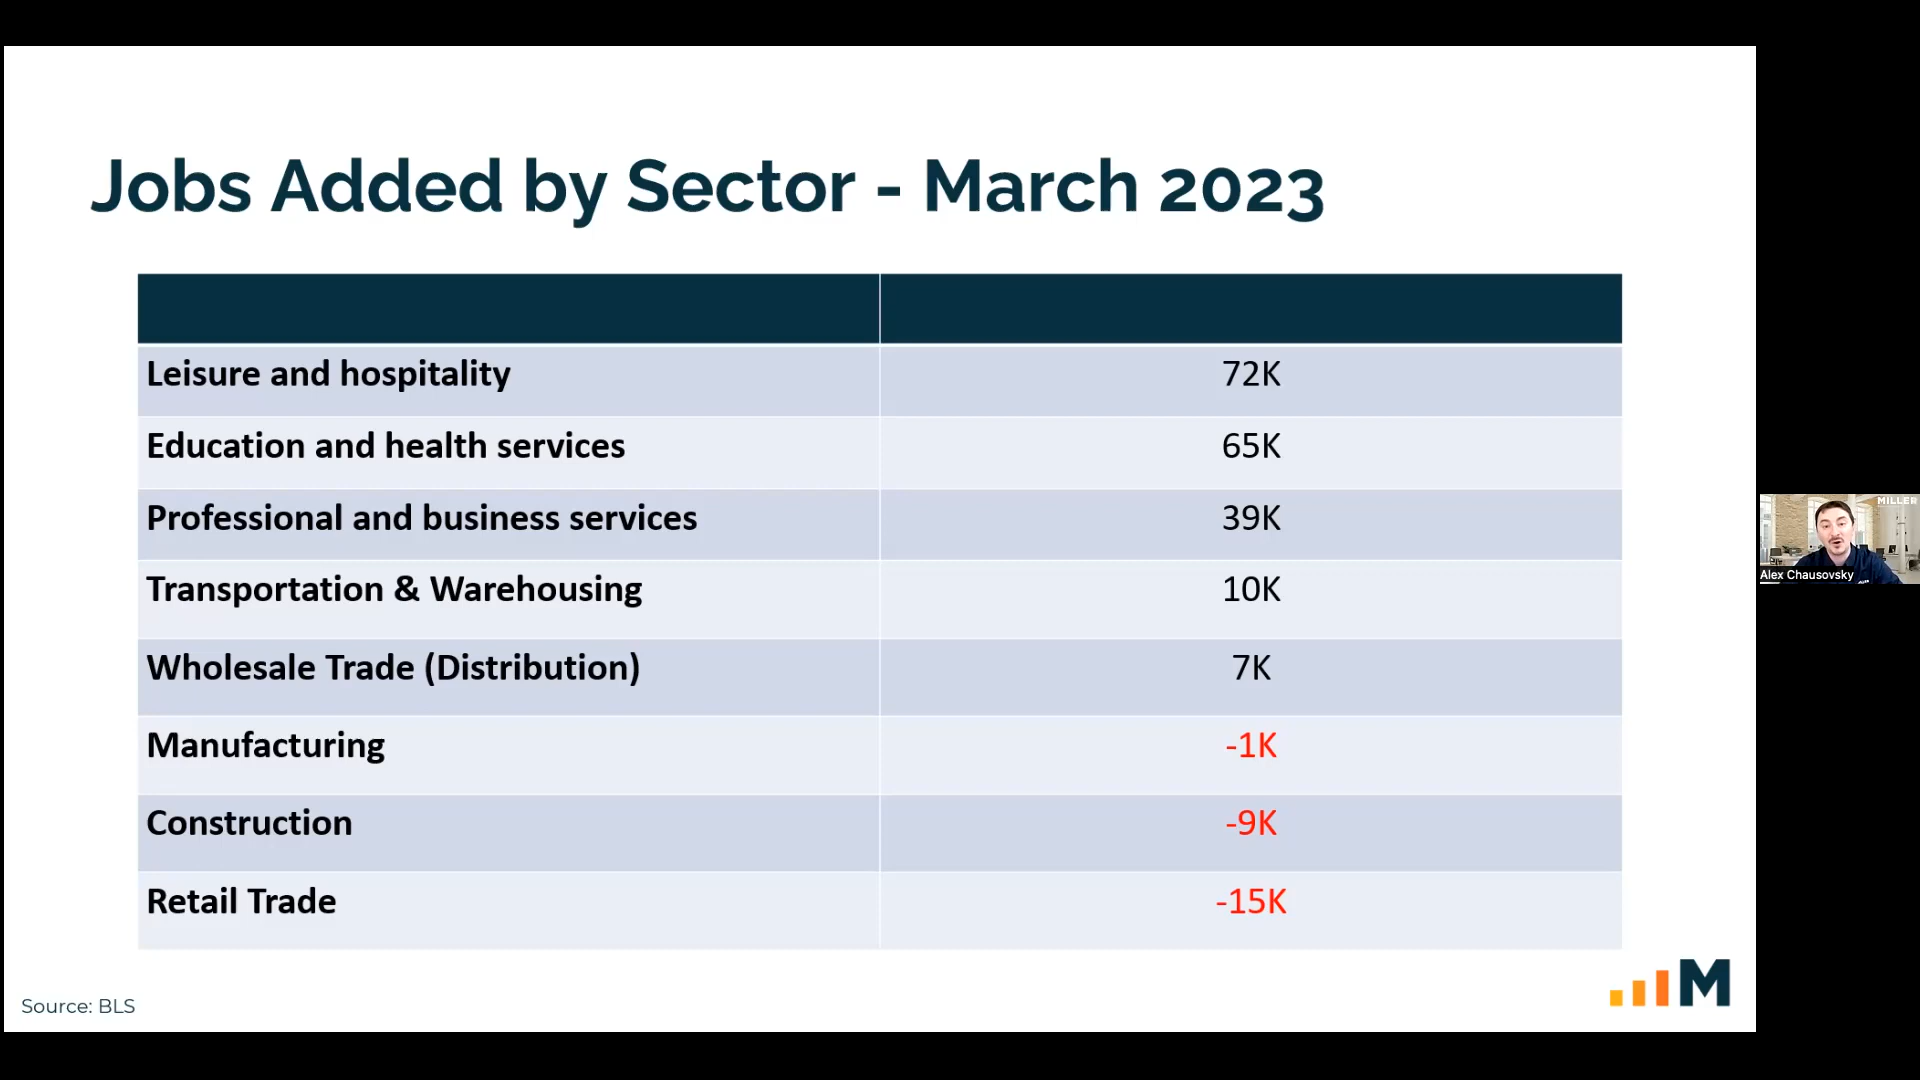 Jobs Added by Sector - March 2023
Leisure and hospitality 72K
Education and health services 65K
Professional and business services 39K
Transportation & Warehousing 10K
Wholesale Trade (Distribution) 7K
Manufacturing -1K
Construction -9K
Retail Trade -15K
Source: BLS
M
MILLER
Alex Chausovsky